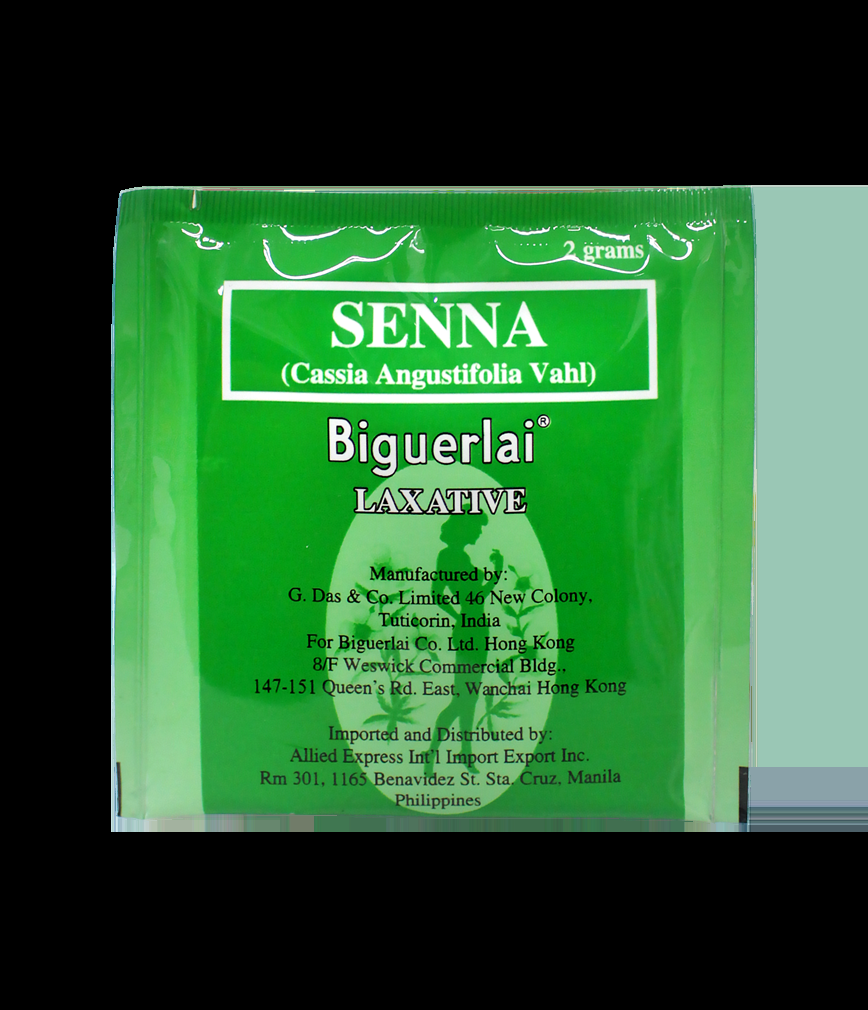 2 grams
SENNA
(Cassia Angustifolia Vahl)
Biguerlai®
LAXATIVE
Manufactured by:
G. Das & Co. Limited 46 New Colony,
Tuticorin, India
For Biguerlai Co. Ltd. Hong Kong
8/F Weswick Commercial Bldg.,
147-151 Queen's Rd. East, Wanchai Hong Kong
Imported and Distributed by:
Allied Express Int'l Import Export Inc.
Rm 301, 1165 Benavidez St. Sta. Cruz, Manila
Philippines